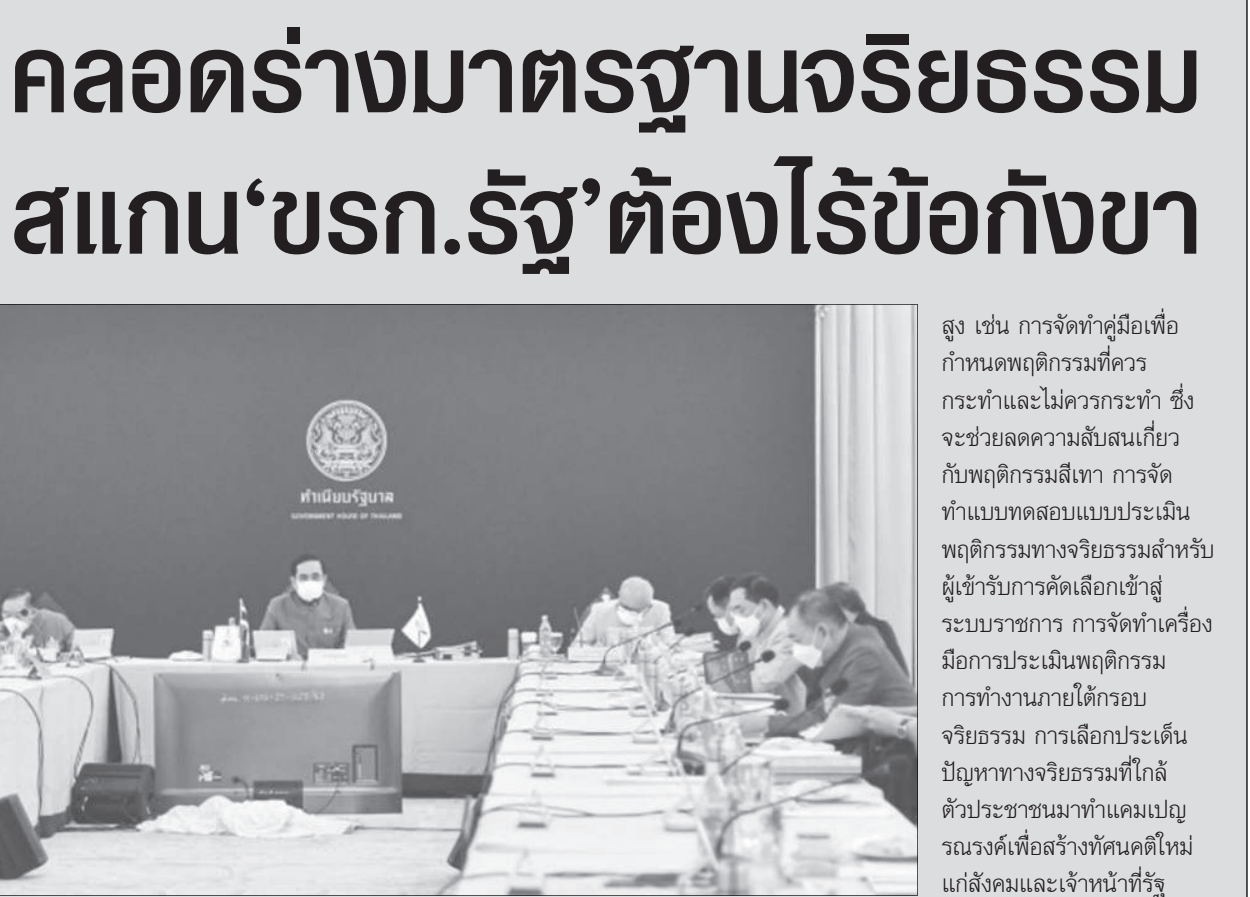 คลอดร่างมาตรฐานจริยธรรม
สแกน‘ขรก.รัฐ’ต้องไร้ข้อกังขา
ทำเนียบรัฐบาล
GOVERNMENT HOUSE OF THAILAND
สูง เช่น การจัดทำคู่มือเพื่อ
กำหนดพฤติกรรมที่ควร
กระทำและไม่ควรกระทำ ซึ่ง
จะช่วยลดความสับสนเกี่ยว
กับพฤติกรรมสีเทา การจัด
ทำแบบทดสอบแบบประเมิน
พฤติกรรมทางจริยธรรมสำหรับ
ผู้เข้ารับการคัดเลือกเข้าสู่
ระบบราชการ การจัดทำเครื่อง
มือการประเมินพฤติกรรม
การทำงานภายใต้กรอบ
จริยธรรม การเลือกประเด็น
ปัญหาทางจริยธรรมที่ใกล้
ตัวประชาชนมาทำแคมเปญ
รณรงค์เพื่อสร้างทัศนคติใหม่
แก่สังคมและเจ้าหน้าที่รัฐ